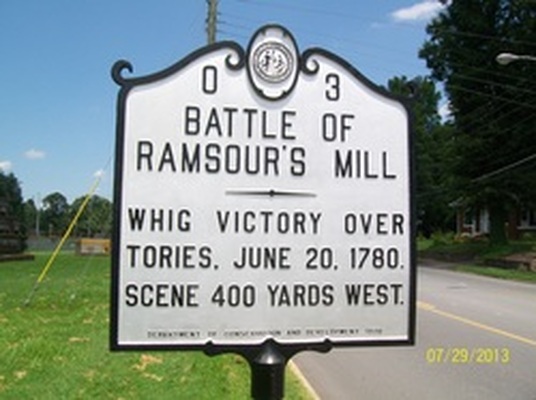 O 3
BATTLE OF
RAMSOUR'S MILL
WHIG VICTORY OVER
TORIES, JUNE 20, 1780.
SCENE 400 YARDS WEST.
DEPARTMENT OF CONSERVATION AND DEVELOPMENT
07/29/2013